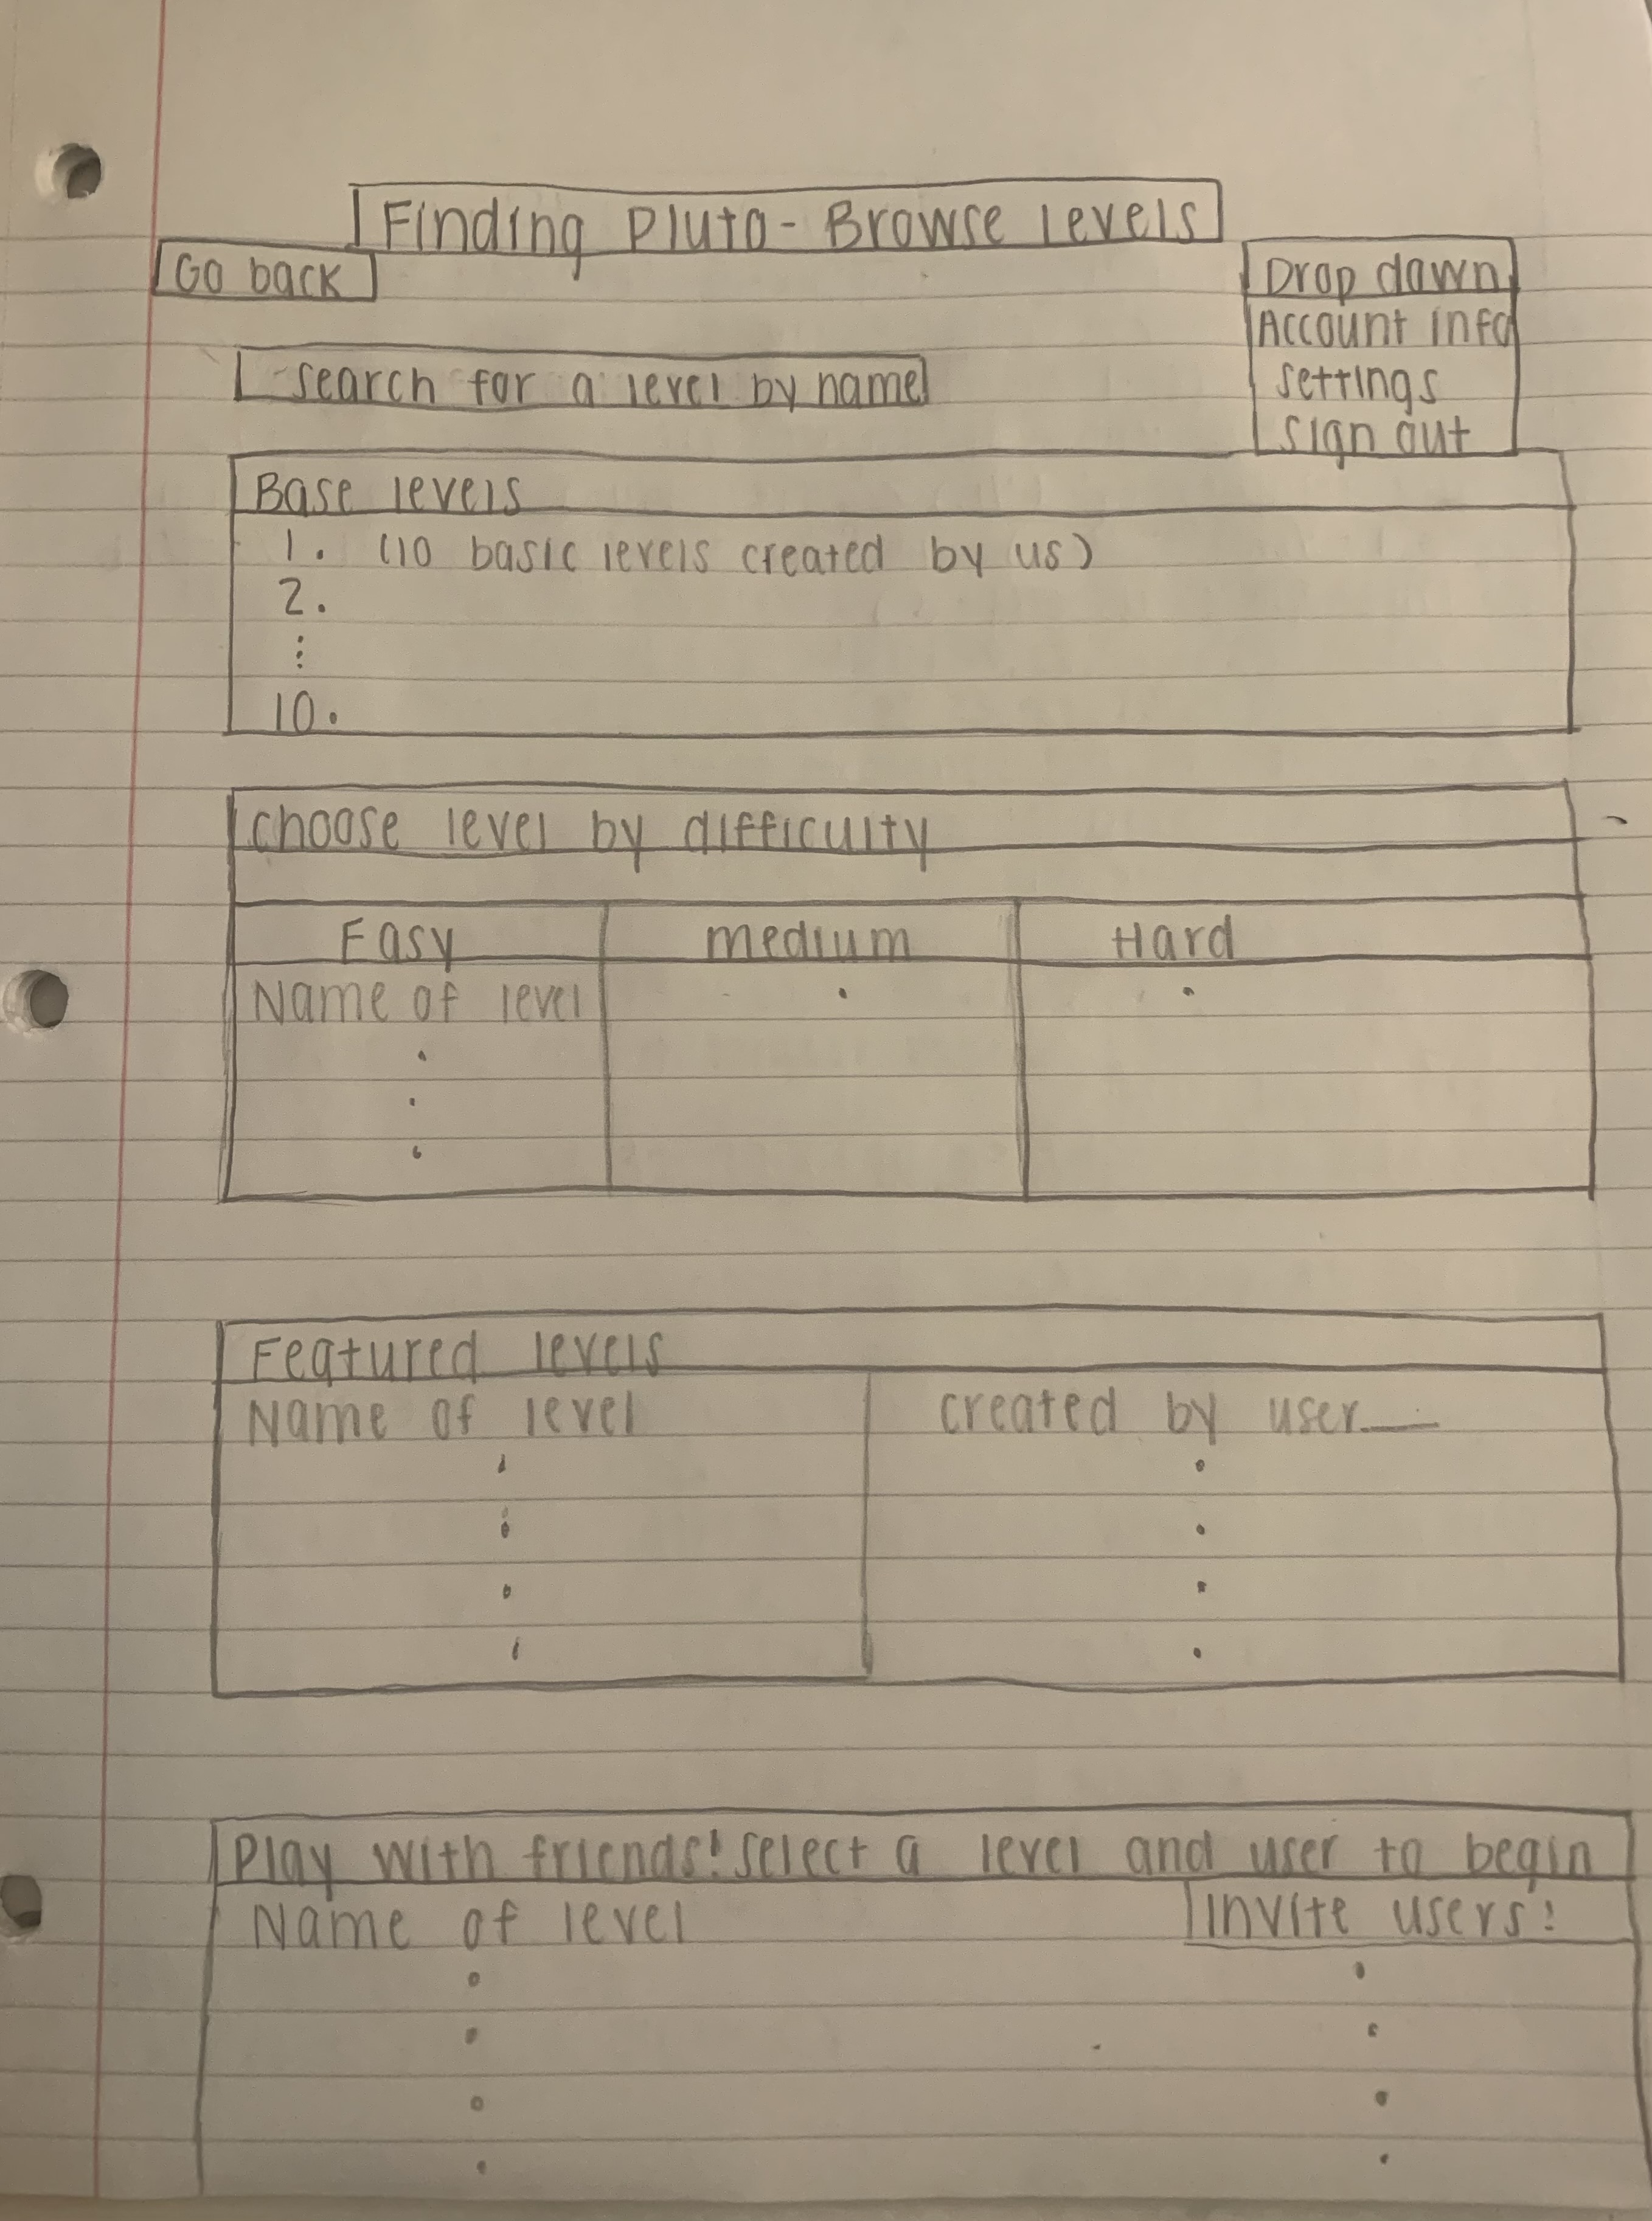 Finding Pluto - Browse Levels
Go back
Drop down
Account info
settings
sign out
search for a level by name
Base levels
1. (10 basic levels created by us)
2.
⋮
10.
choose level by difficulty
Easy medium Hard
Name of level
Featured levels
Name of level created by user__
Play with friends! select a level and user to begin
Name of level Invite users!